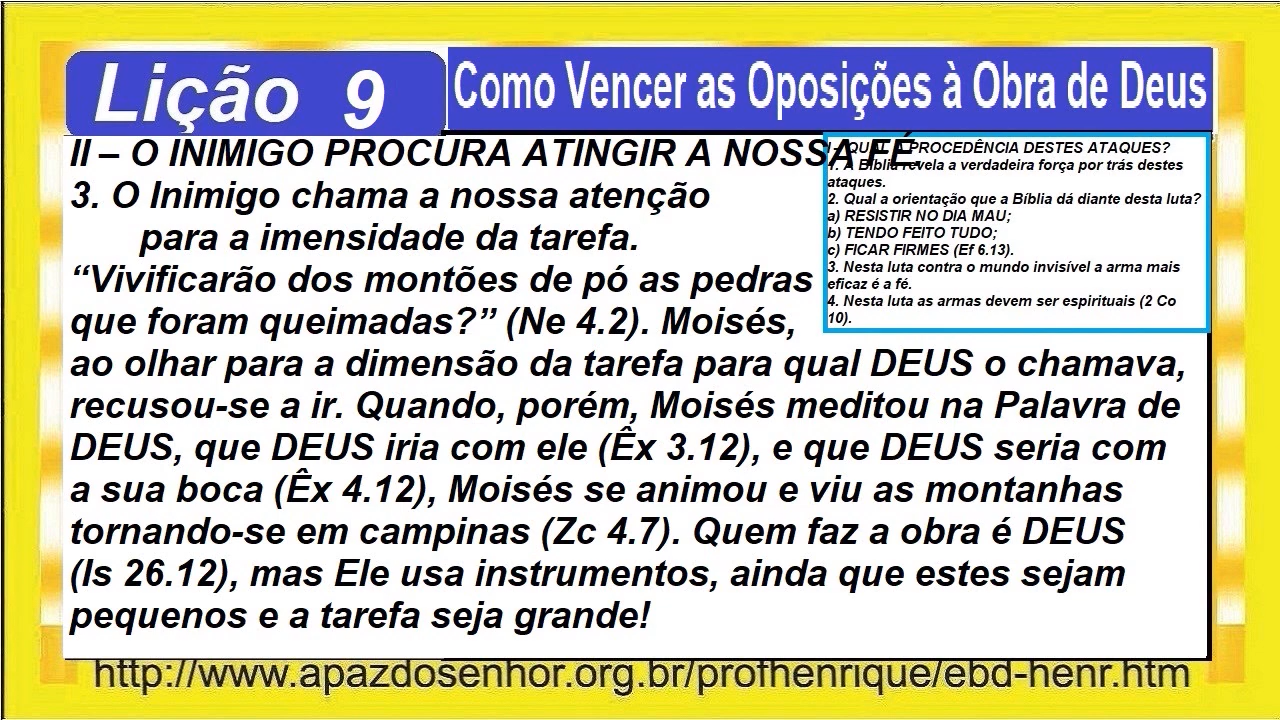 Lição 9
Como Vencer as Oposições à Obra de Deus
II – O INIMIGO PROCURA ATINGIR A NOSSA FÉ.
3. O Inimigo chama a nossa atenção
para a imensidade da tarefa.
“Vivificarão dos montões de pó as pedras
que foram queimadas?” (Ne 4.2). Moisés,
ao olhar para a dimensão da tarefa para qual DEUS o chamava,
recusou-se a ir. Quando, porém, Moisés meditou na Palavra de
DEUS, que DEUS iria com ele (Êx 3.12), e que DEUS seria com
a sua boca (Êx 4.12), Moisés se animou e viu as montanhas
tornando-se em campinas (Zc 4.7). Quem faz a obra é DEUS
(Is 26.12), mas Ele usa instrumentos, ainda que estes sejam
pequenos e a tarefa seja grande!
QUAL PROCEDÊNCIA DESTES ATAQUES?
1. A Bíblia revela a verdadeira força por trás destes
ataques.
2. Qual a orientação que a Bíblia dá diante desta luta?
a) RESISTIR NO DIA MAU;
b) TENDO FEITO TUDO;
c) FICAR FIRMES (Ef 6.13).
3. Nesta luta contra o mundo invisível a arma mais
eficaz é a fé.
4. Nesta luta as armas devem ser espirituais (2 Co
10).
http://www.apazdosenhor.org.br/profhenrique/ebd-henr.htm